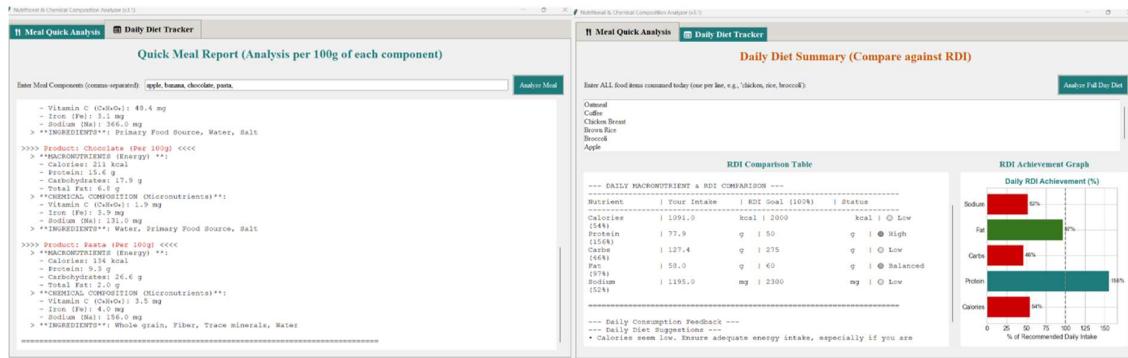 Nutritional & Chemical Composition Analyzer (v3.1)
Meal Quick Analysis Daily Diet Tracker
Quick Meal Report (Analysis per 100g of each component)
Enter Meal Components (comma-separated): apple, banana, chocolate, pasta, Analyze Meal
- Vitamin C (C₆H₈O₆): 48.4 mg
- Iron (Fe): 3.1 mg
- Sodium (Na): 366.0 mg
> **INGREDIENTS**: Primary Food Source, Water, Salt
>>>> Product: Chocolate (Per 100g) <<<<
> **MACRONUTRIENTS (Energy) **:
- Calories: 211 kcal
- Protein: 15.6 g
- Carbohydrates: 17.9 g
- Total Fat: 6.8 g
> **CHEMICAL COMPOSITION (Micronutrients)**:
- Vitamin C (C₆H₈O₆): 1.9 mg
- Iron (Fe): 3.9 mg
- Sodium (Na): 131.0 mg
> **INGREDIENTS**: Water, Primary Food Source, Salt
>>>> Product: Pasta (Per 100g) <<<<
> **MACRONUTRIENTS (Energy) **:
- Calories: 134 kcal
- Protein: 9.3 g
- Carbohydrates: 26.6 g
- Total Fat: 2.0 g
> **CHEMICAL COMPOSITION (Micronutrients)**:
- Vitamin C (C₆H₈O₆): 3.5 mg
- Iron (Fe): 4.0 mg
- Sodium (Na): 156.0 mg
> **INGREDIENTS**: Whole grain, Fiber, Trace minerals, Water
Nutritional & Chemical Composition Analyzer (v3.1)
Meal Quick Analysis Daily Diet Tracker
Daily Diet Summary (Compare against RDI)
Enter ALL food items consumed today (one per line, e.g., 'chicken, rice, broccoli'): Analyze Full Day Diet
Oatmeal
Coffee
Chicken Breast
Brown Rice
Broccoli
Apple
RDI Comparison Table
--- DAILY MACRONUTRIENT & RDI COMPARISON ---
Nutrient | Your Intake | RDI Goal (100%) | Status
Calories | 1091.0 kcal | 2000 kcal | Low
(54%)
Protein | 77.9 g | 50 g | High
(156%)
Carbs | 127.4 g | 275 g | Low
(46%)
Fat | 58.0 g | 60 g | Balanced
(97%)
Sodium | 1195.0 mg | 2300 mg | Low
(52%)
--- Daily Consumption Feedback ---
--- Daily Diet Suggestions ---
• Calories seem low. Ensure adequate energy intake, especially if you are
RDI Achievement Graph
Daily RDI Achievement (%)
Sodium 52%
Fat 97%
Carbs 46%
Protein 156%
Calories 54%
0 25 50 75 100 125 150
% of Recommended Daily Intake